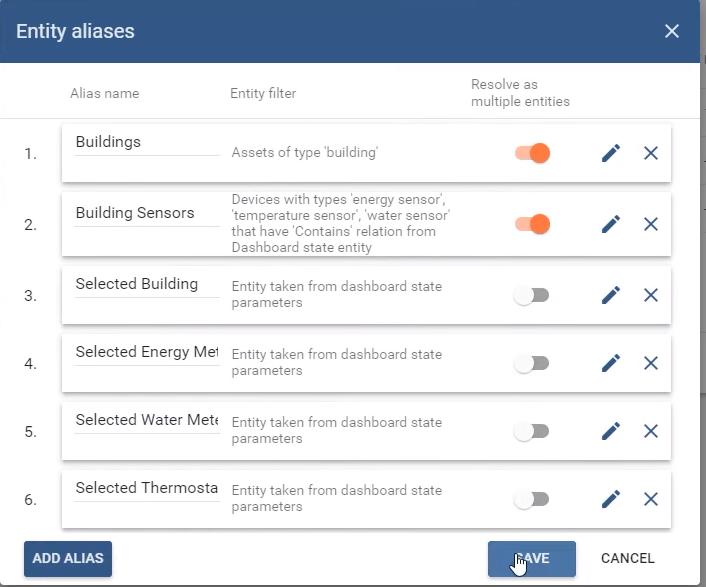 Entity aliases
Alias name
Entity filter
Resolve as
multiple entities
1.
Buildings
Assets of type 'building'
2.
Building Sensors
Devices with types 'energy sensor',
'temperature sensor', 'water sensor'
that have 'Contains' relation from
Dashboard state entity
3.
Selected Building
Entity taken from dashboard state
parameters
4.
Selected Energy Met
Entity taken from dashboard state
parameters
5.
Selected Water Mete
Entity taken from dashboard state
parameters
6.
Selected Thermosta
Entity taken from dashboard state
parameters
ADD ALIAS
SAVE
CANCEL